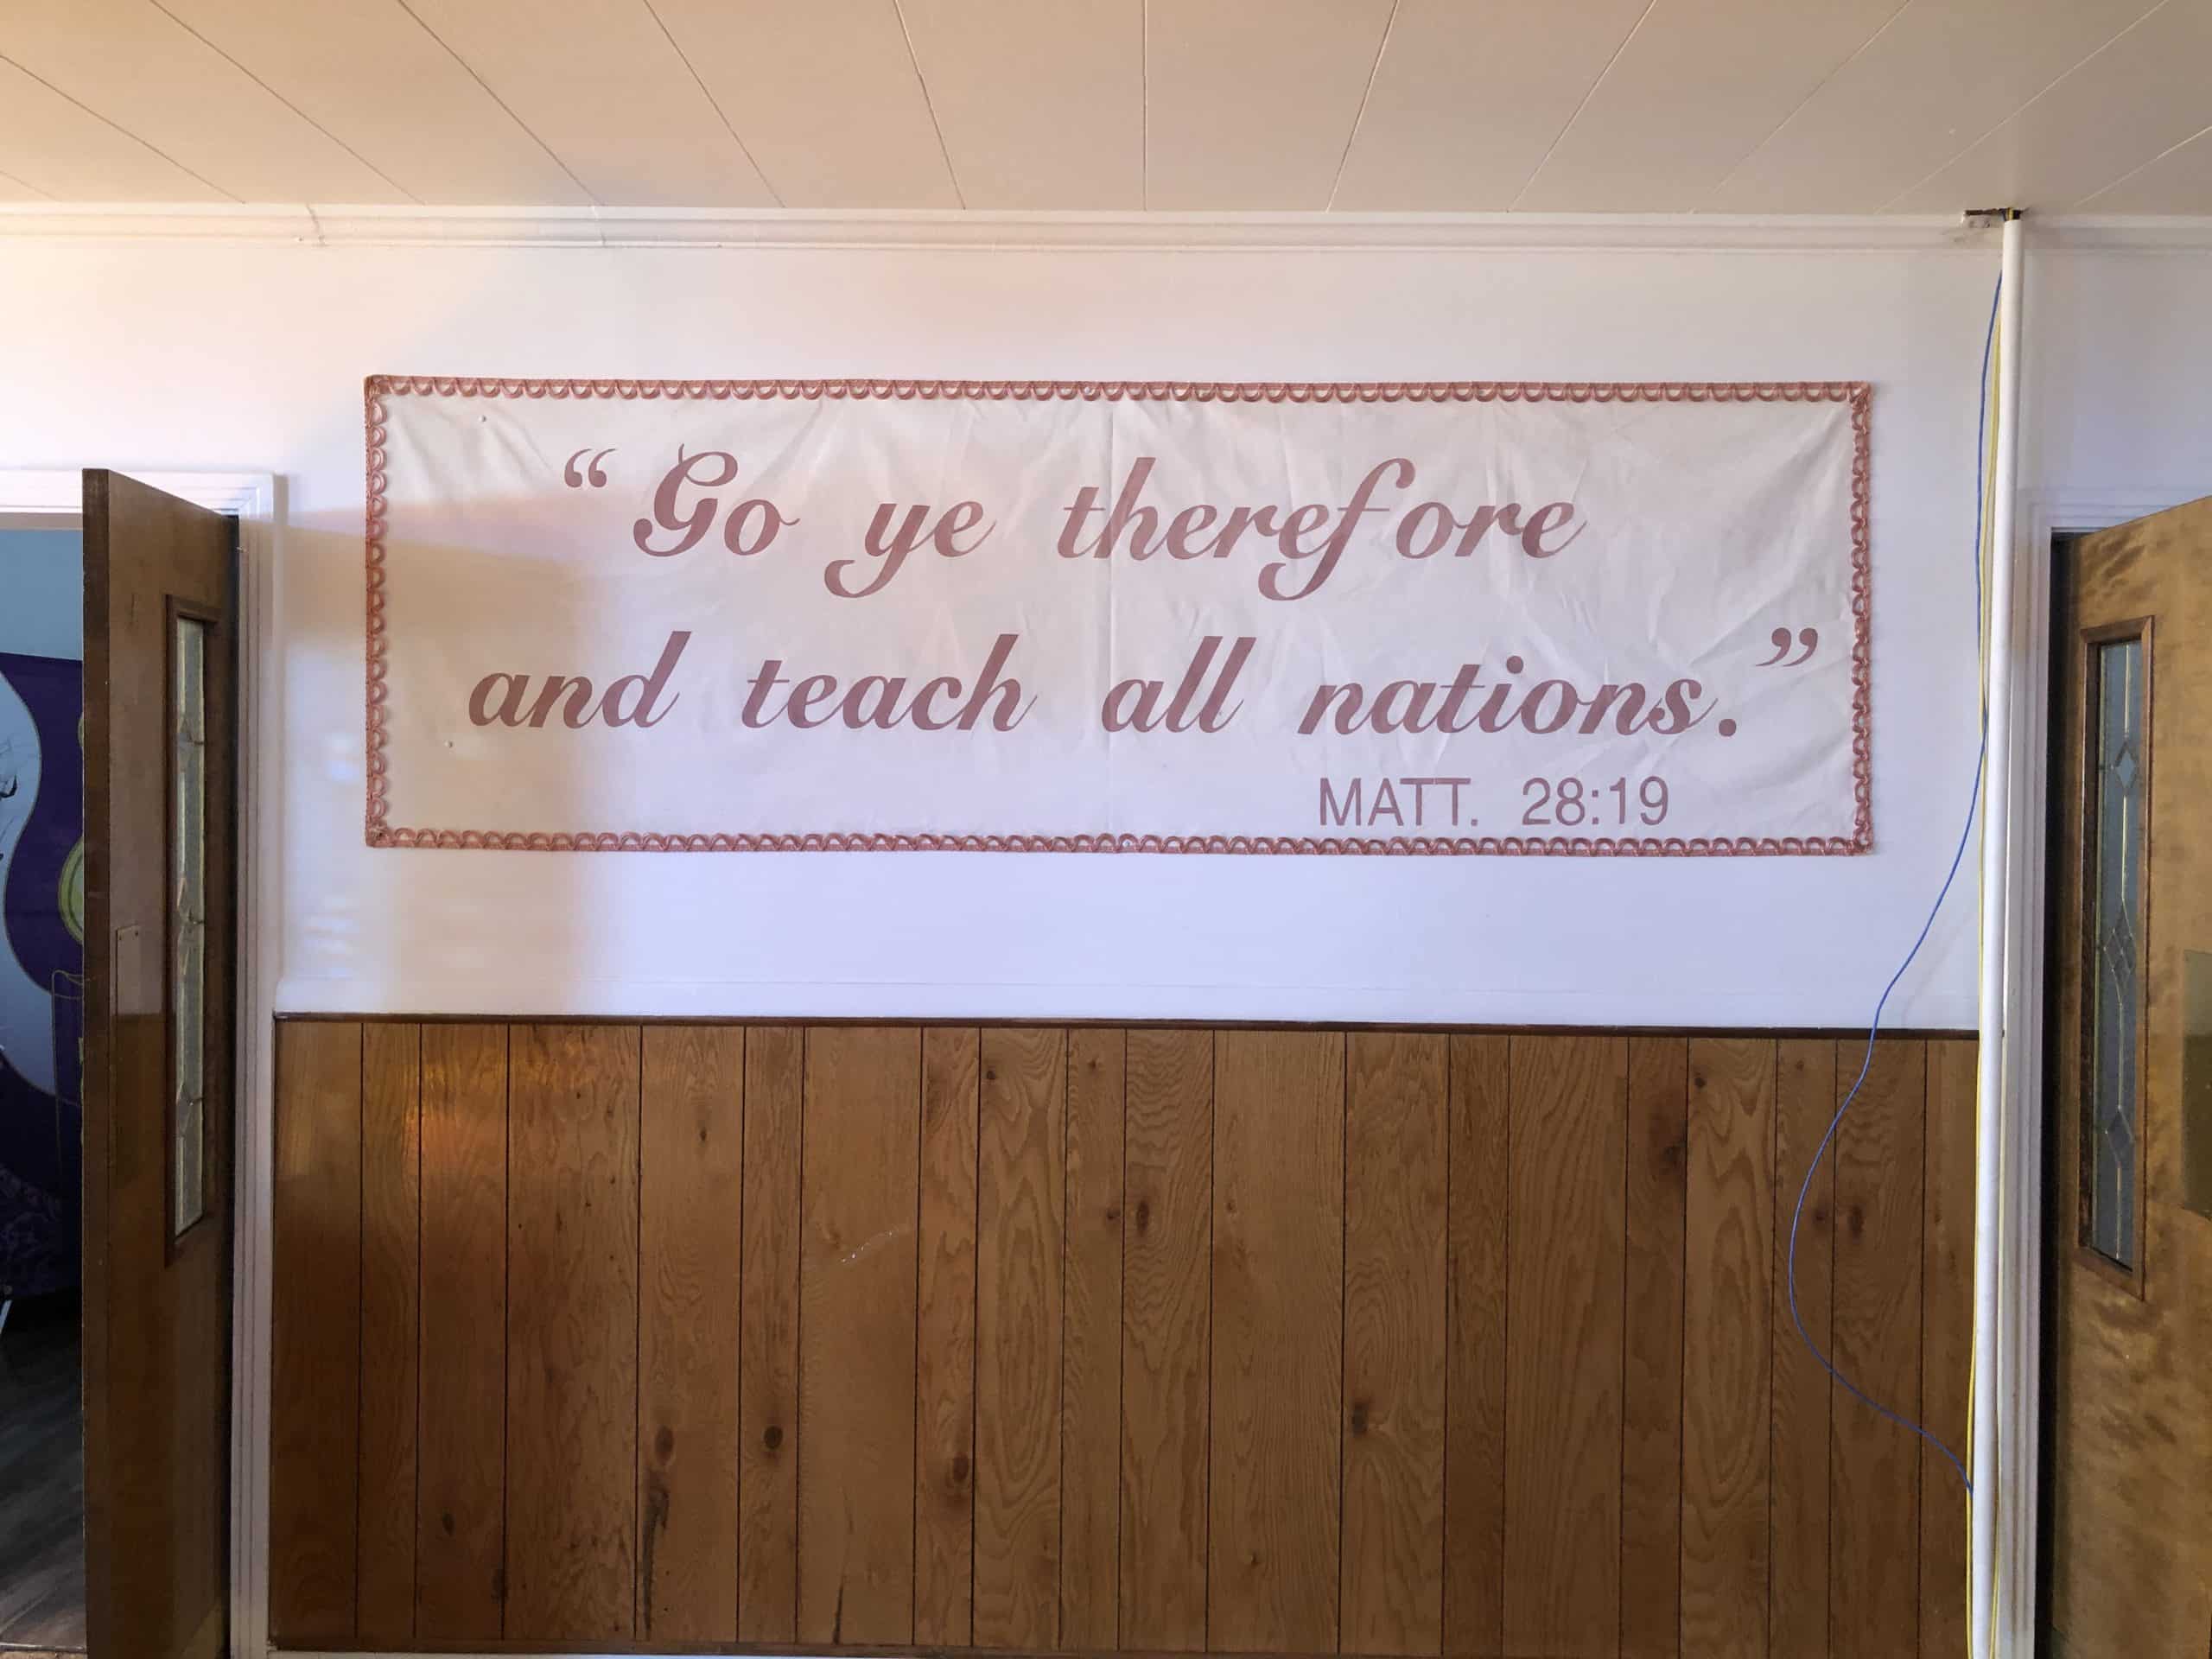 “Go ye therefore
and teach all nations.”
MATT. 28:19